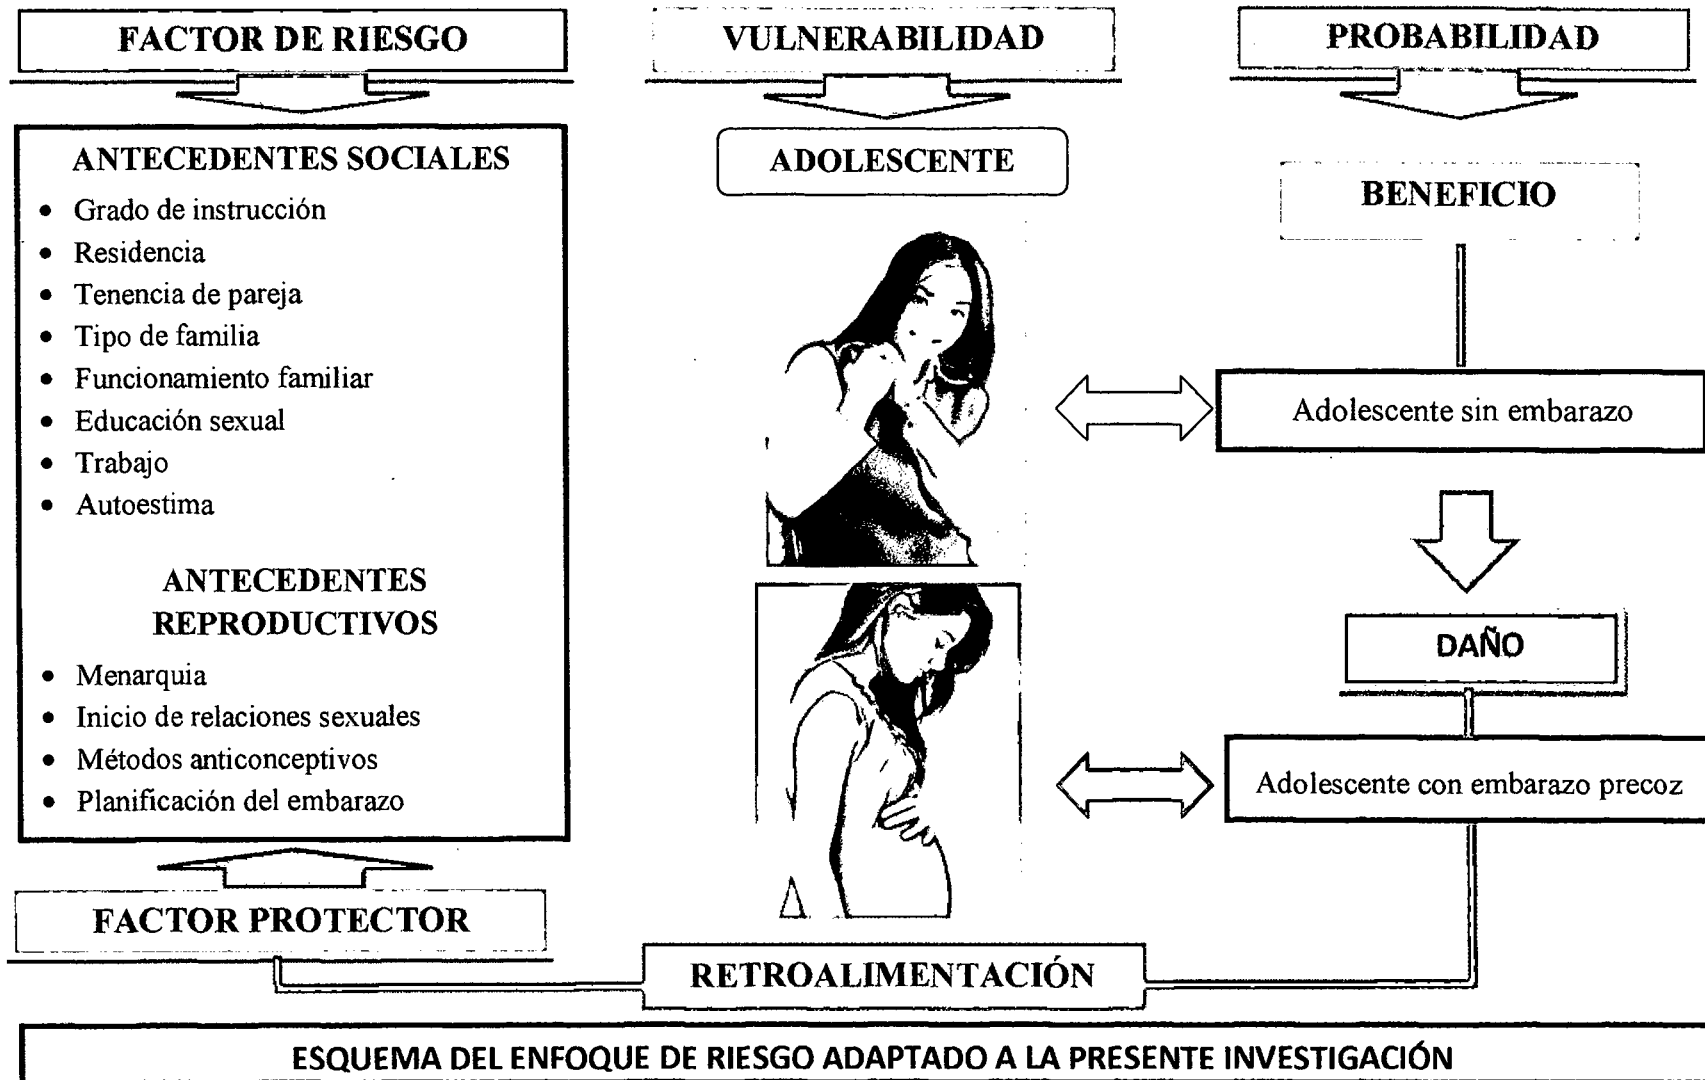 FACTOR DE RIESGO
VULNERABILIDAD
PROBABILIDAD
ANTECEDENTES SOCIALES
• Grado de instrucción
• Residencia
• Tenencia de pareja
• Tipo de familia
• Funcionamiento familiar
• Educación sexual
• Trabajo
• Autoestima
ANTECEDENTES
REPRODUCTIVOS
• Menarquia
• Inicio de relaciones sexuales
• Métodos anticonceptivos
• Planificación del embarazo
FACTOR PROTECTOR
ADOLESCENTE
BENEFICIO
Adolescente sin embarazo
DAÑO
Adolescente con embarazo precoz
RETROALIMENTACIÓN
ESQUEMA DEL ENFOQUE DE RIESGO ADAPTADO A LA PRESENTE INVESTIGACIÓN